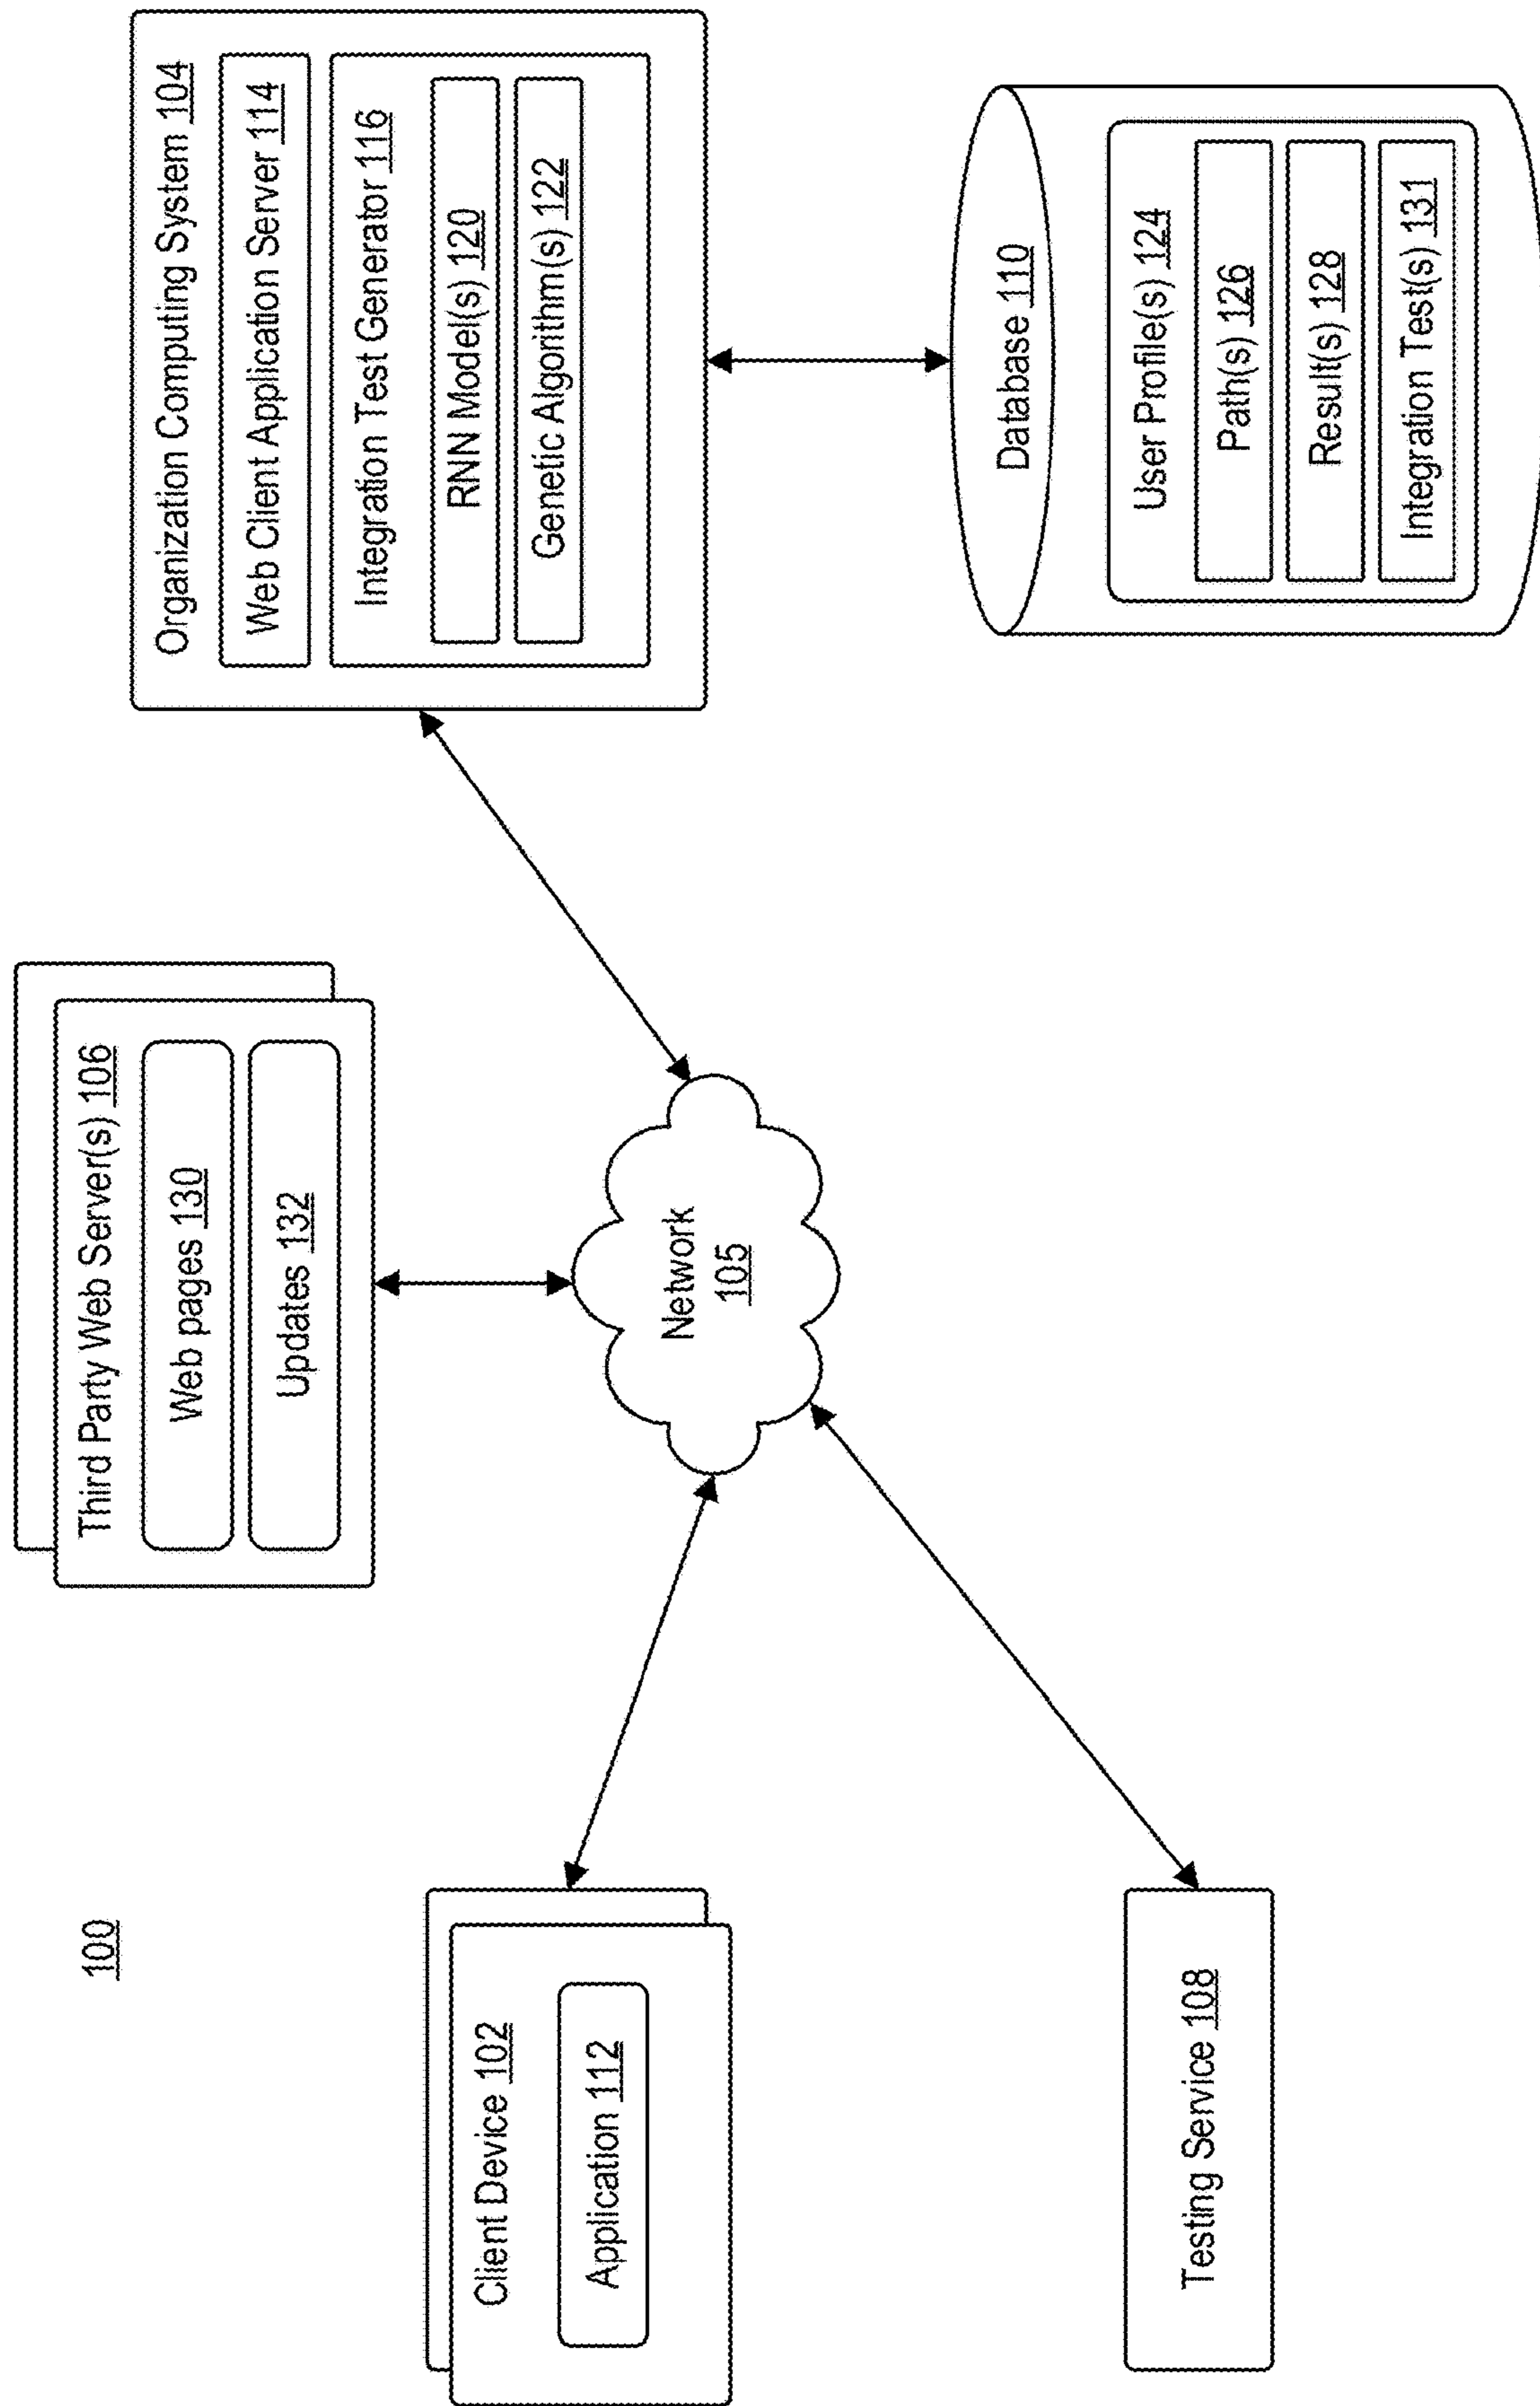 100
Third Party Web Server(s) 106
Web pages 130
Updates 132
Organization Computing System 104
Web Client Application Server 114
Integration Test Generator 116
RNN Model(s) 120
Genetic Algorithm(s) 122
Client Device 102
Application 112
Network
105
Testing Service 108
Database 110
User Profile(s) 124
Path(s) 126
Result(s) 128
Integration Test(s) 131